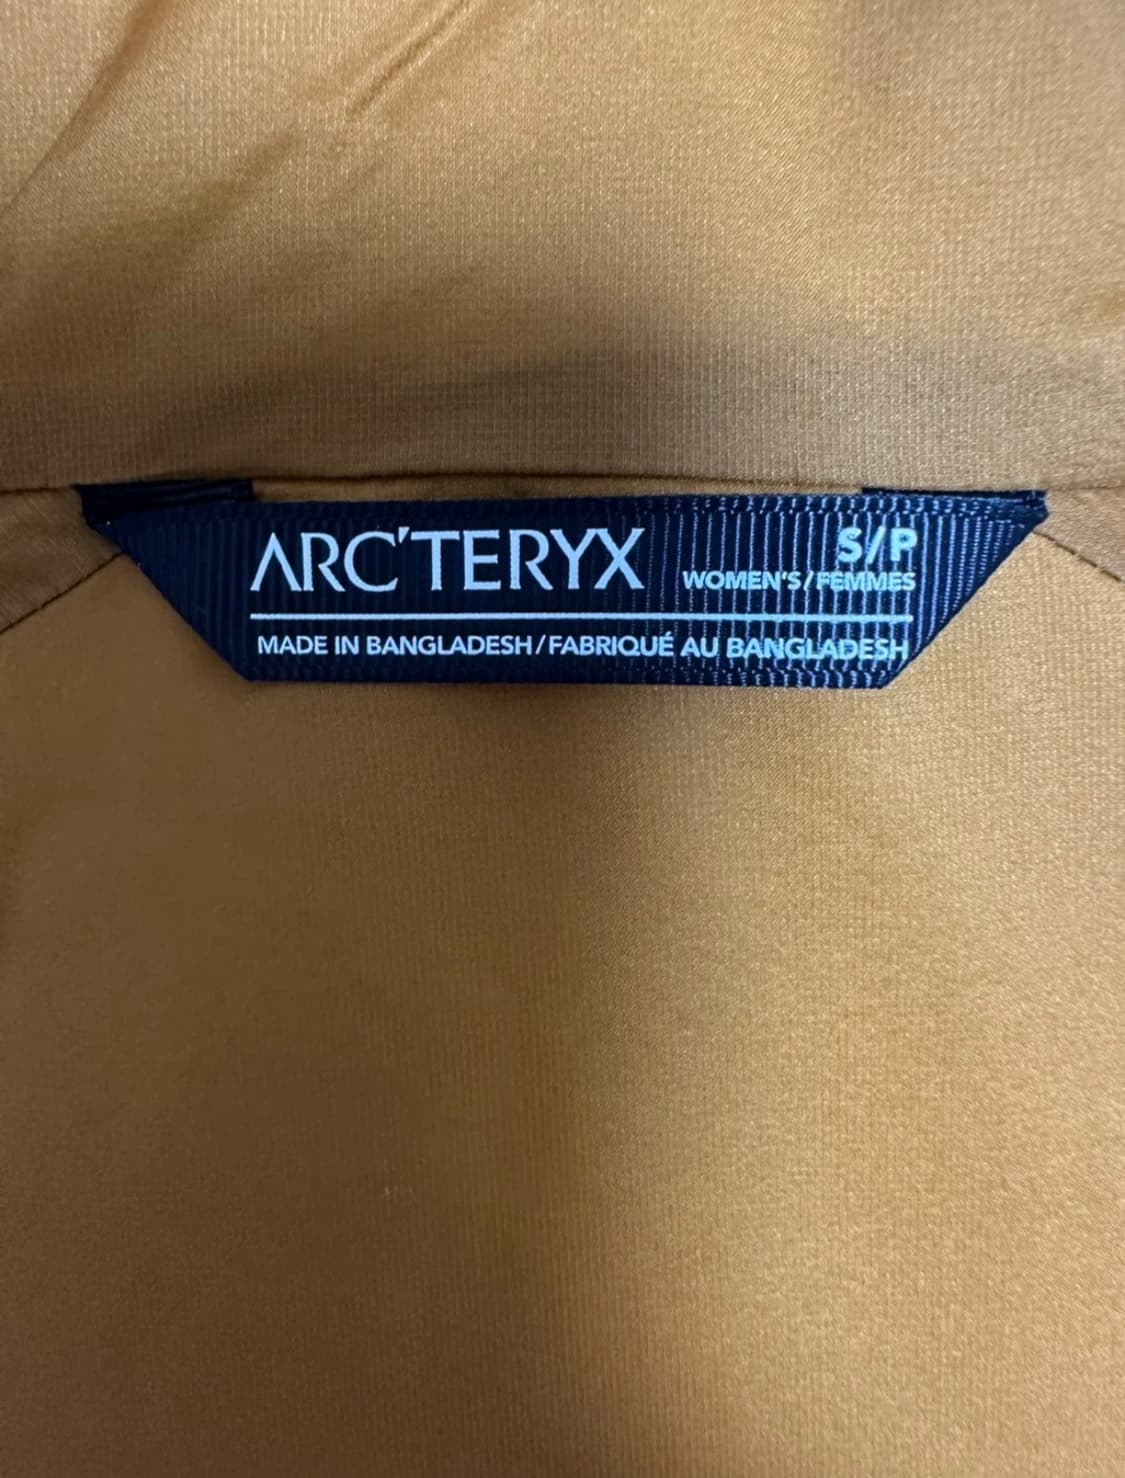 ARC'TERYX S/P
WOMEN'S/FEMMES
MADE IN BANGLADESH/FABRIQUÉ AU BANGLADESH